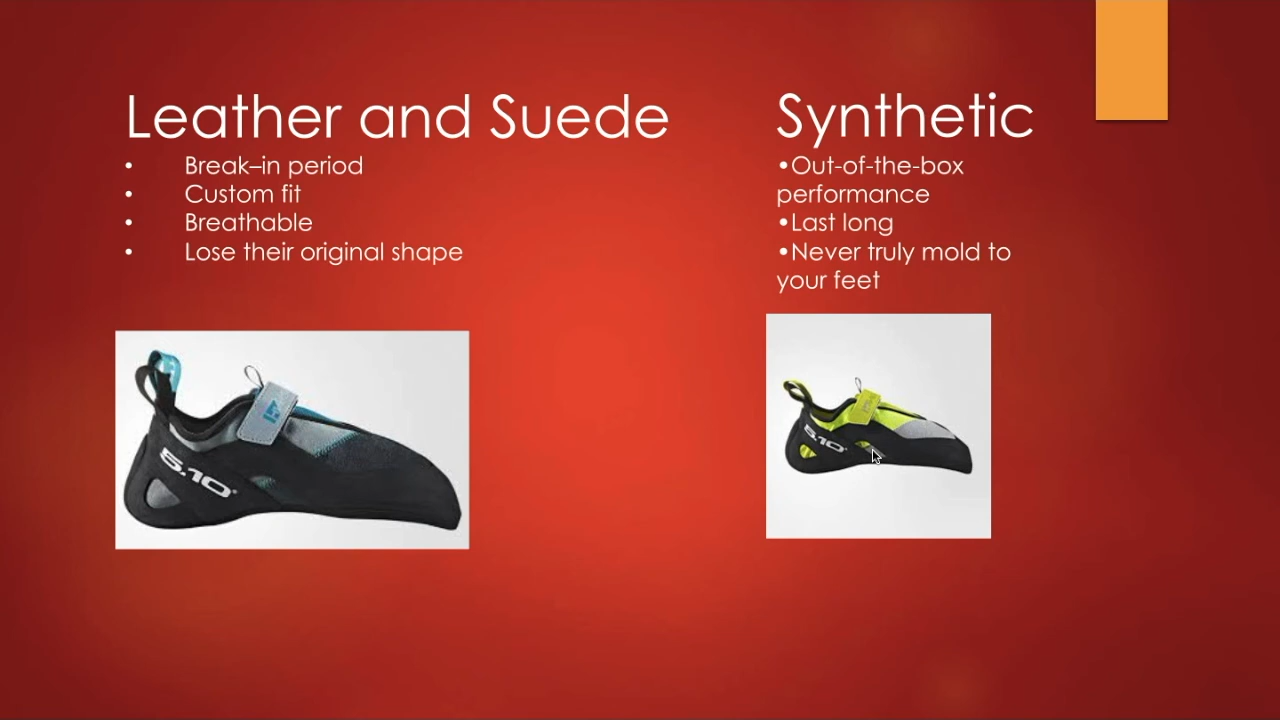 Leather and Suede
• Break–in period
• Custom fit
• Breathable
• Lose their original shape
Synthetic
•Out-of-the-box
performance
•Last long
•Never truly mold to
your feet
5.10
5.10